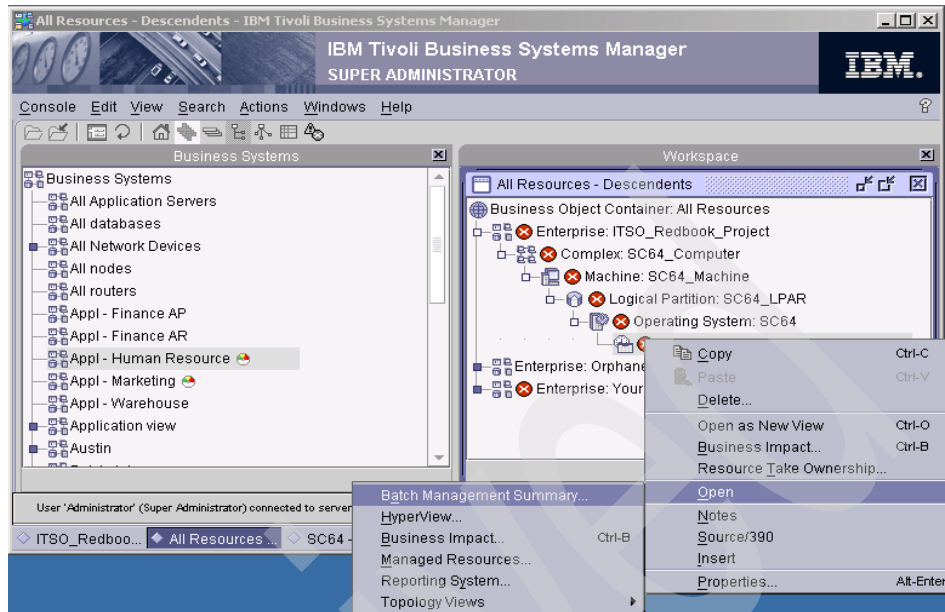 All Resources - Descendents - IBM Tivoli Business Systems Manager
IBM Tivoli Business Systems Manager
SUPER ADMINISTRATOR
IBM.
Console Edit View Search Actions Windows Help
Business Systems
Business Systems
All Application Servers
All databases
All Network Devices
All nodes
All routers
Appl - Finance AP
Appl - Finance AR
Appl - Human Resource
Appl - Marketing
Appl - Warehouse
Application view
Austin
User 'Administrator' (Super Administrator) connected to server
Workspace
All Resources - Descendents
Business Object Container: All Resources
Enterprise: ITSO_Redbook_Project
Complex: SC64_Computer
Machine: SC64_Machine
Logical Partition: SC64_LPAR
Operating System: SC64
Enterprise: Orphane
Enterprise: Your
Copy Ctrl-C
Paste Ctrl-V
Delete...
Open as New View Ctrl-O
Business Impact... Ctrl-B
Resource Take Ownership...
Open
Notes
Source/390
Insert
Properties... Alt-Enter
Batch Management Summary...
HyperView...
Business Impact... Ctrl-B
Managed Resources...
Reporting System...
Topology Views
ITSO_Redboo... All Resources ... SC64 -